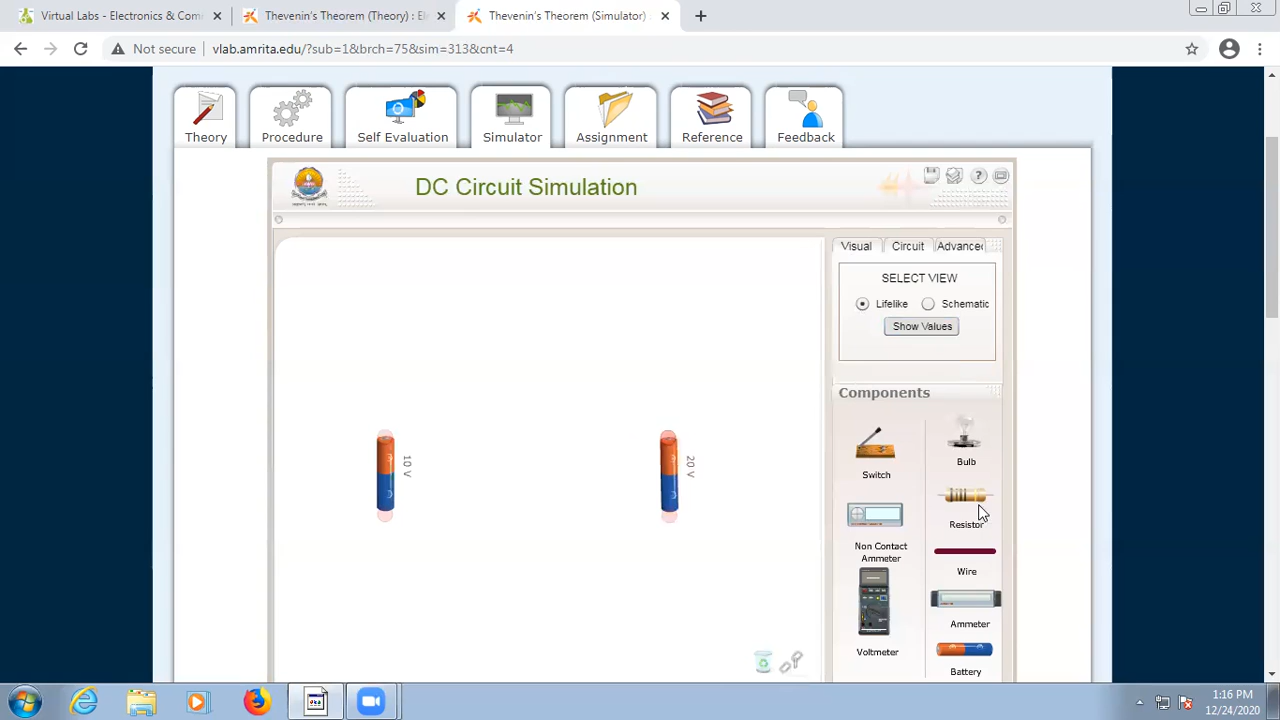 Virtual Labs - Electronics & Comm
Thevenin's Theorem (Theory) : Ele
Thevenin's Theorem (Simulator) :
Not secure
vlab.amrita.edu/?sub=1&brch=75&sim=313&cnt=4
Theory
Procedure
Self Evaluation
Simulator
Assignment
Reference
Feedback
DC Circuit Simulation
Visual
Circuit
Advanced
SELECT VIEW
Lifelike
Schematic
Show Values
Components
Switch
Bulb
Non Contact
Ammeter
Resistor
Wire
Ammeter
Voltmeter
Battery
10 V
20 V
1:16 PM
12/24/2020